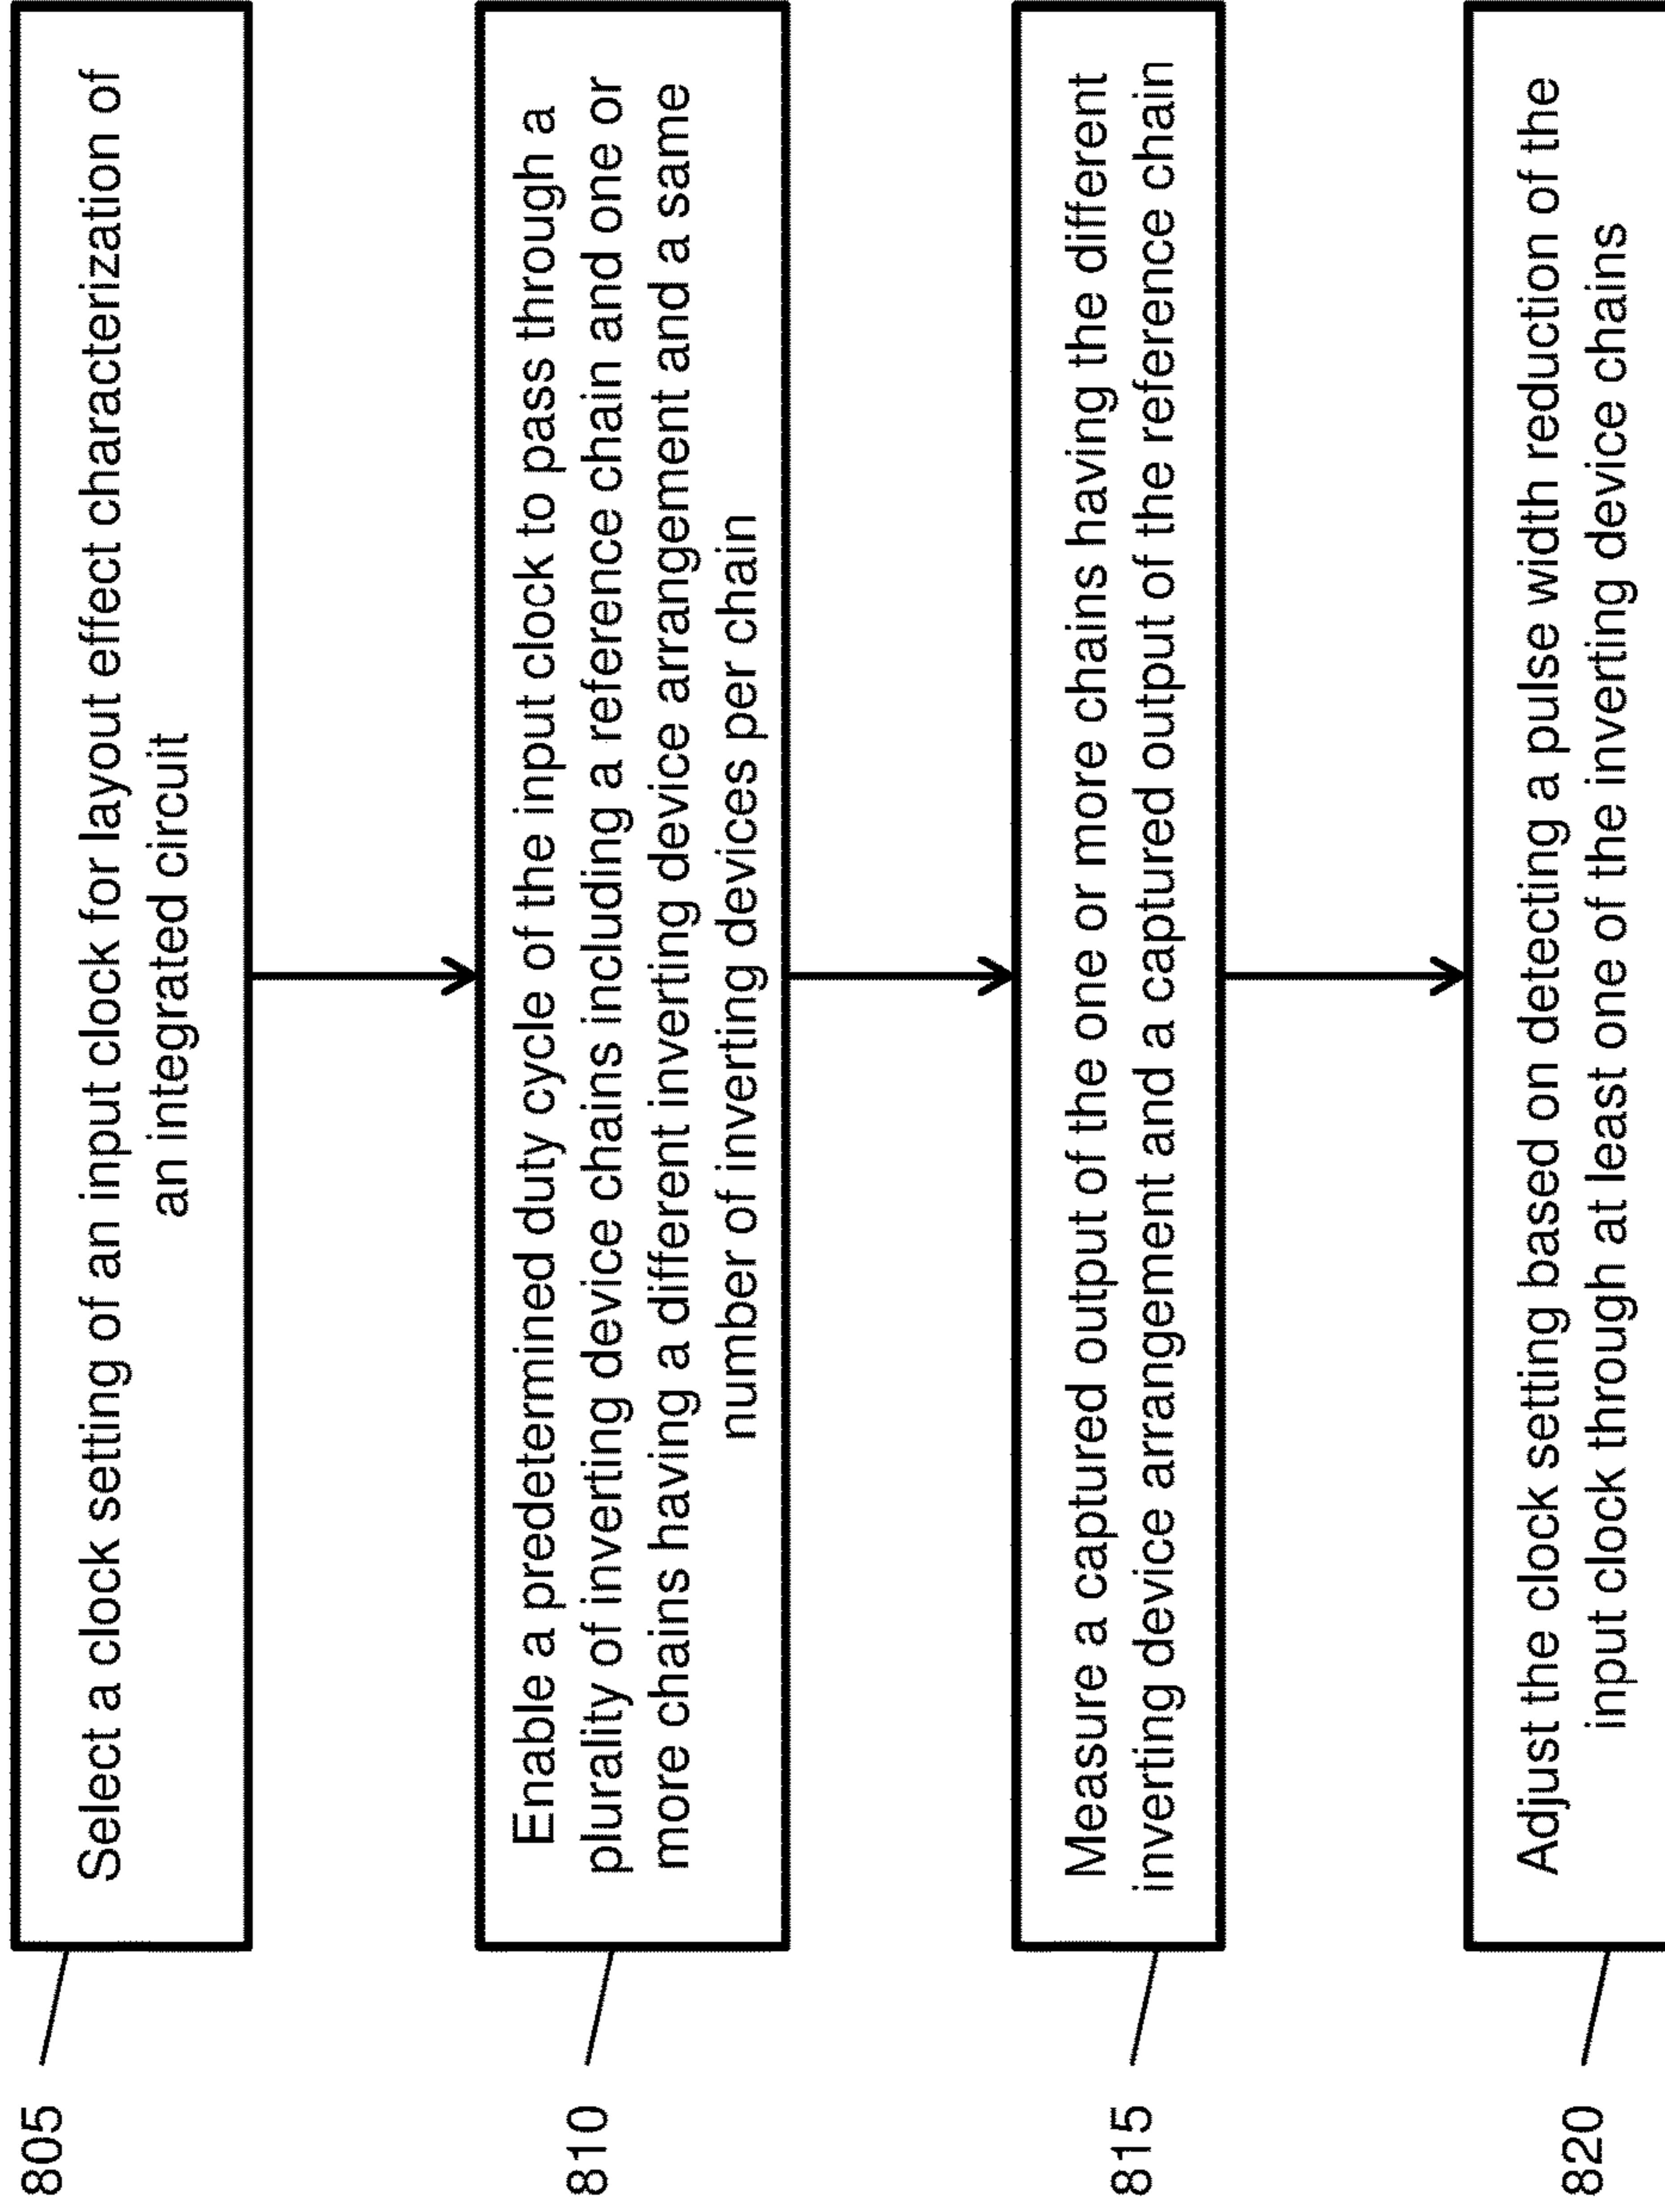 805
Select a clock setting of an input clock for layout effect characterization of
an integrated circuit
810
Enable a predetermined duty cycle of the input clock to pass through a
plurality of inverting device chains including a reference chain and one or
more chains having a different inverting device arrangement and a same
number of inverting devices per chain
815
Measure a captured output of the one or more chains having the different
inverting device arrangement and a captured output of the reference chain
820
Adjust the clock setting based on detecting a pulse width reduction of the
input clock through at least one of the inverting device chains